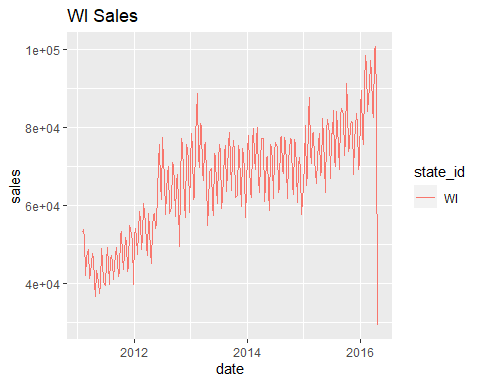 WI Sales
1e+05
8e+04
6e+04
4e+04
sales
2012
2014
2016
date
state_id
WI